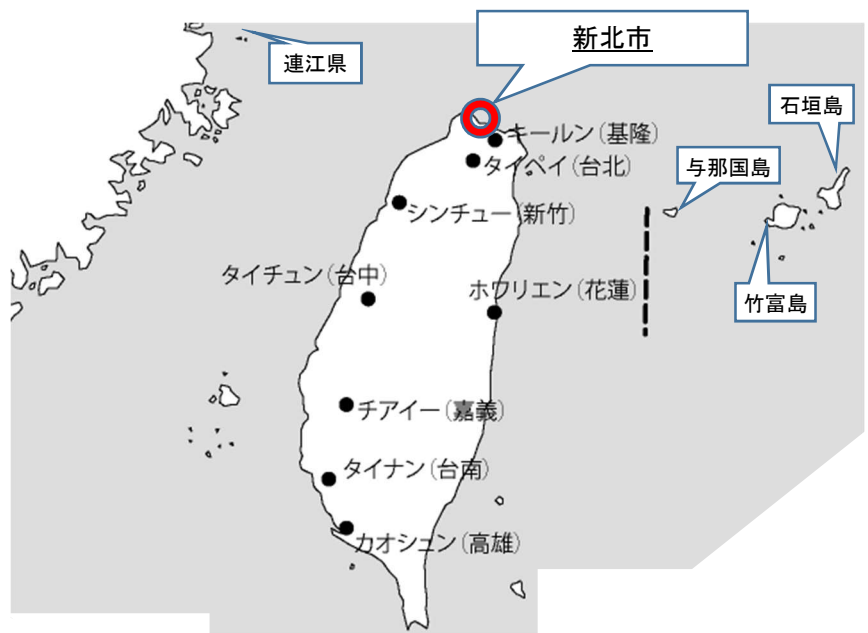 新北市
連江県
石垣島
キールン(基隆)
タイペイ(台北)
与那国島
シンチュー(新竹)
タイチュン(台中)
ホワリエン(花蓮)
竹富島
チアイー(嘉義)
タイナン(台南)
カオシュン(高雄)